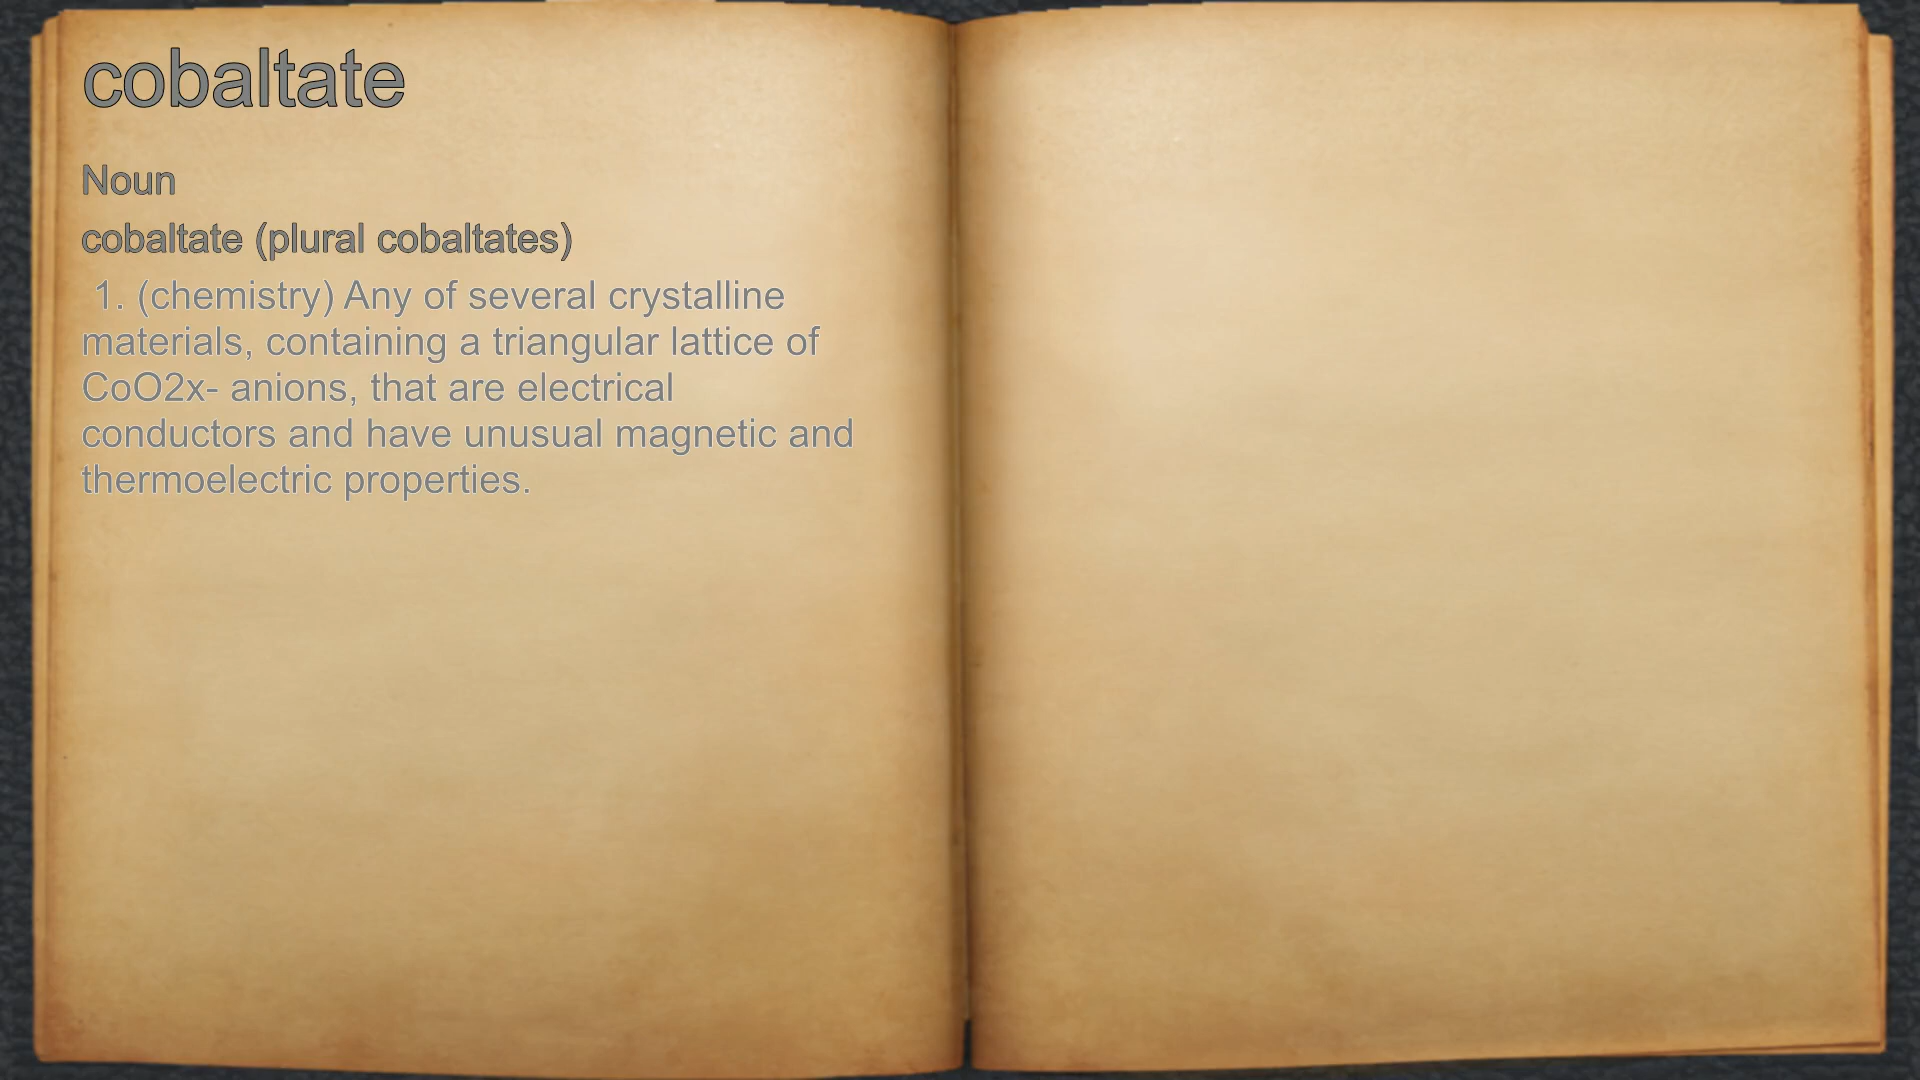 cobaltate
Noun
cobaltate (plural cobaltates)
1. (chemistry) Any of several crystalline
materials, containing a triangular lattice of
CoO2x- anions, that are electrical
conductors and have unusual magnetic and
thermoelectric properties.